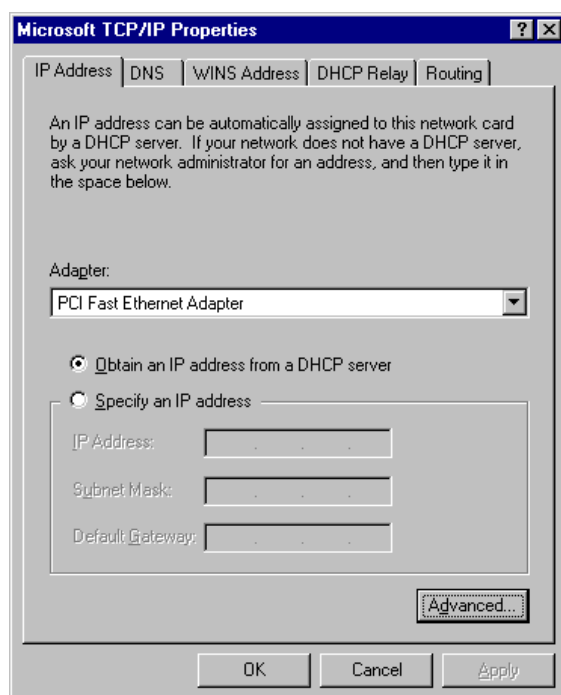 Microsoft TCP/IP Properties
IP Address DNS WINS Address DHCP Relay Routing
An IP address can be automatically assigned to this network card
by a DHCP server. If your network does not have a DHCP server,
ask your network administrator for an address, and then type it in
the space below.
Adapter:
PCI Fast Ethernet Adapter
Obtain an IP address from a DHCP server
Specify an IP address
IP Address:
Subnet Mask:
Default Gateway:
Advanced...
OK Cancel Apply